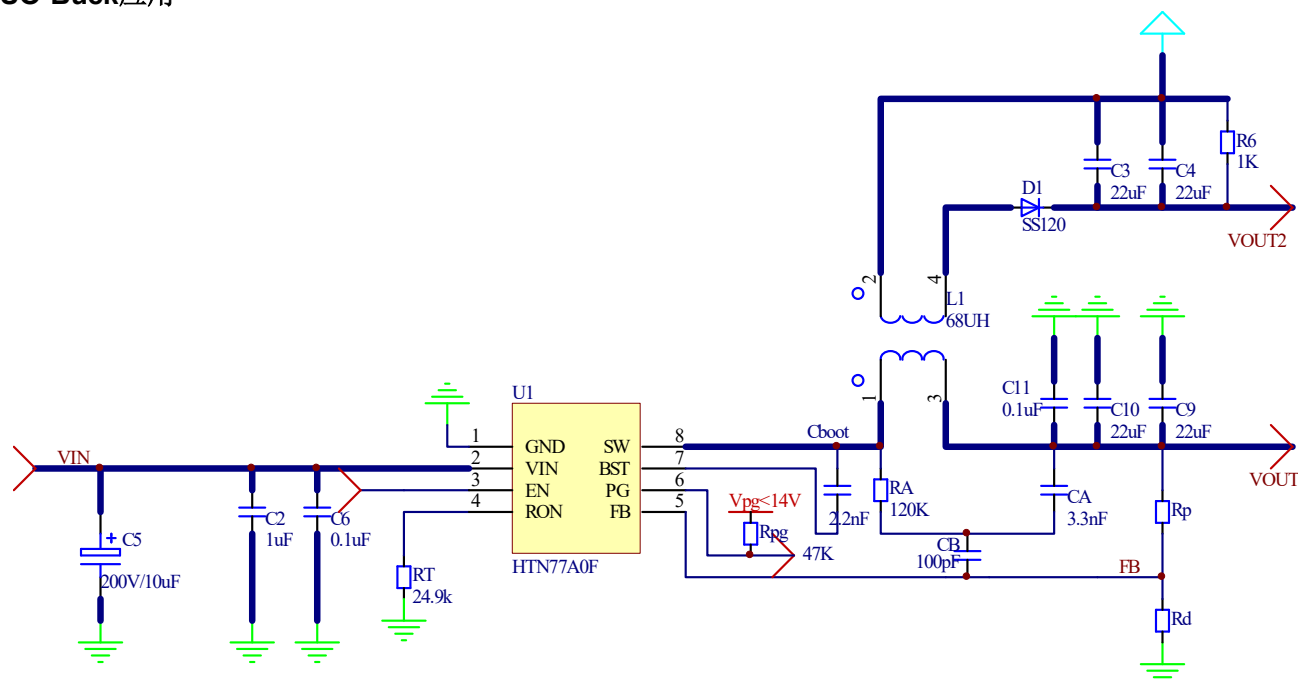 R6
1K
C3
22uF
C4
22uF
D1
SS120
VOUT2
2
4
L1
68UH
1
3
C11
0.1uF
C10
22uF
C9
22uF
VOUT
U1
Cboot
1
2
3
4
GND
VIN
EN
RON
SW
BST
PG
FB
8
7
6
5
HTN77A0F
VIN
C5
200V/10uF
C2
1uF
C6
0.1uF
RT
24.9k
2.2nF
RA
120K
CA
3.3nF
Vpg<14V
Rpg
47K
CB
100pF
FB
Rp
Rd